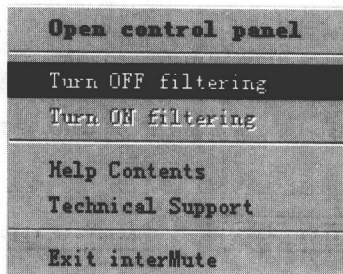 Open control panel
Turn OFF filtering
Turn ON filtering
Help Contents
Technical Support
Exit interMute